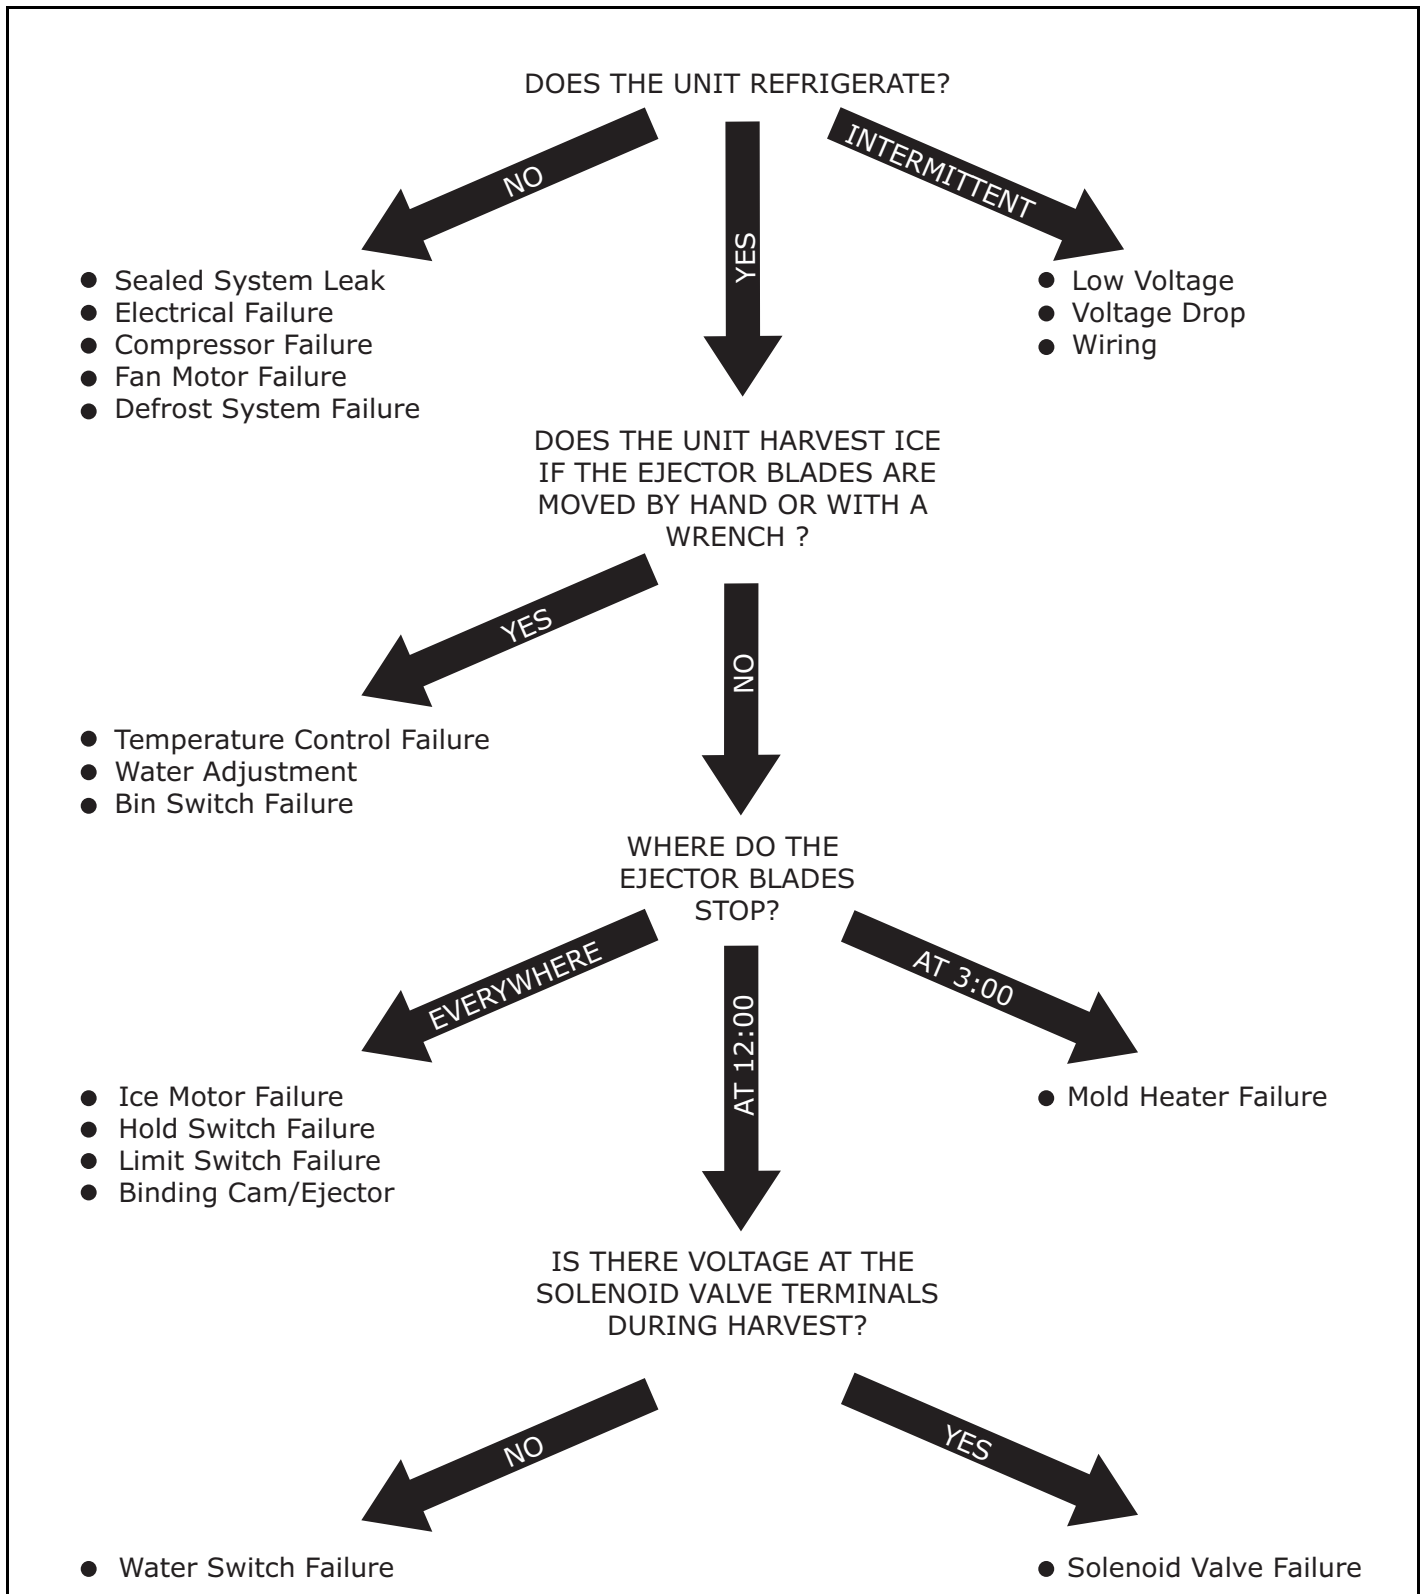 DOES THE UNIT REFRIGERATE?
NO
YES
INTERMITTENT
● Sealed System Leak
● Electrical Failure
● Compressor Failure
● Fan Motor Failure
● Defrost System Failure
● Low Voltage
● Voltage Drop
● Wiring
DOES THE UNIT HARVEST ICE
IF THE EJECTOR BLADES ARE
MOVED BY HAND OR WITH A
WRENCH ?
YES
NO
● Temperature Control Failure
● Water Adjustment
● Bin Switch Failure
WHERE DO THE
EJECTOR BLADES
STOP?
EVERYWHERE
AT 12:00
AT 3:00
● Ice Motor Failure
● Hold Switch Failure
● Limit Switch Failure
● Binding Cam/Ejector
● Mold Heater Failure
IS THERE VOLTAGE AT THE
SOLENOID VALVE TERMINALS
DURING HARVEST?
NO
YES
● Water Switch Failure
● Solenoid Valve Failure